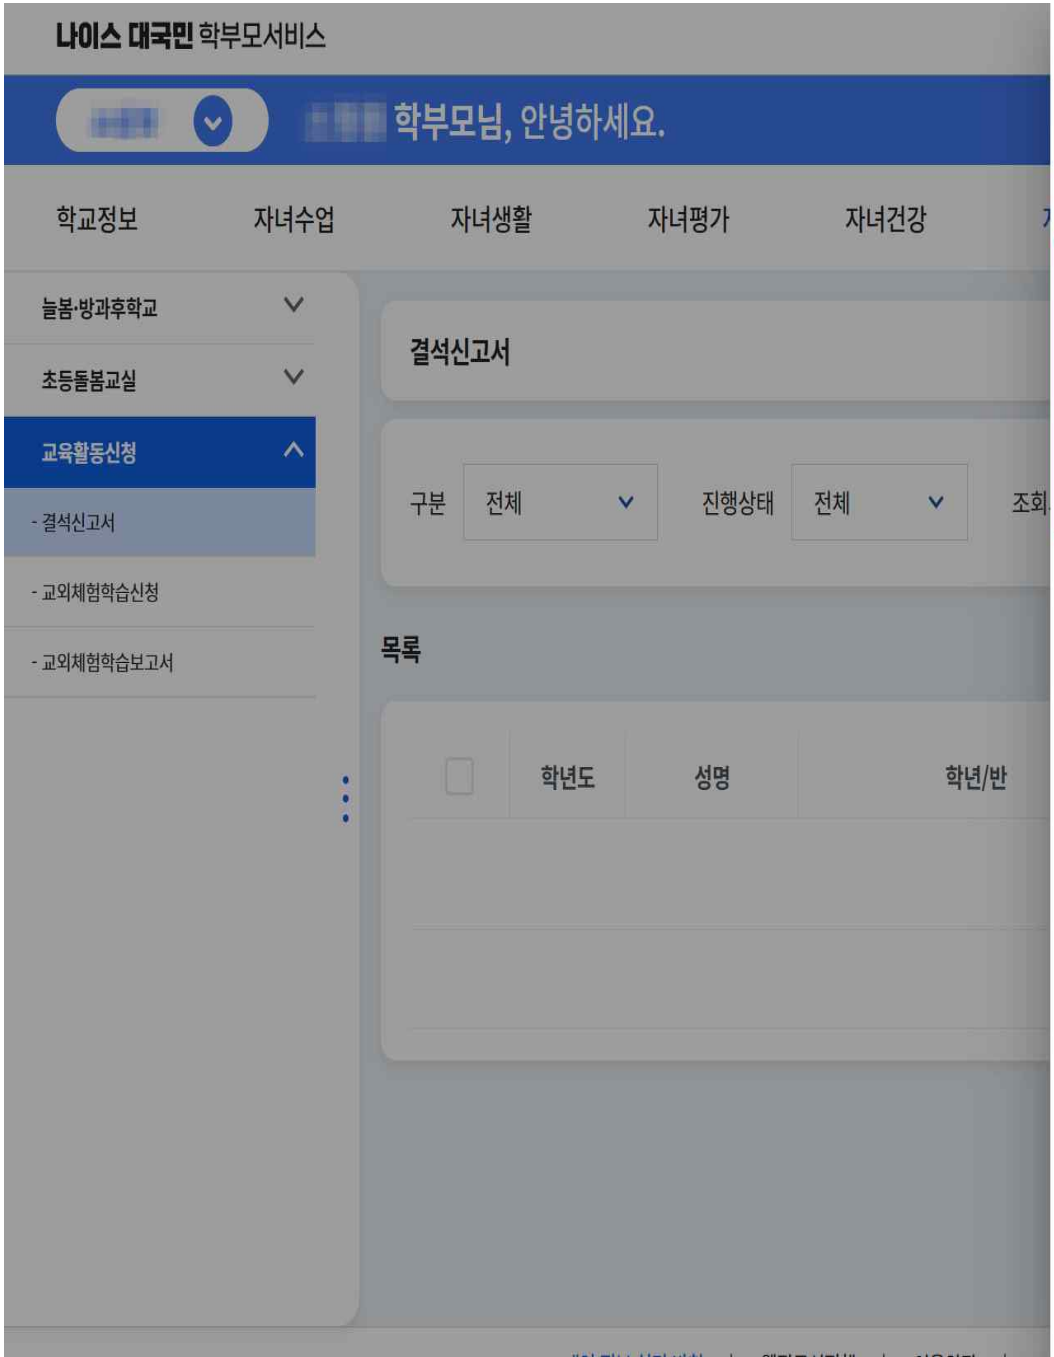 나이스 대국민 학부모서비스
학부모님, 안녕하세요.
학교정보 자녀수업 자녀생활 자녀평가 자녀건강
늘봄·방과후학교
초등돌봄교실
교육활동신청
- 결석신고서
- 교외체험학습신청
- 교외체험학습보고서
결석신고서
구분 전체 진행상태 전체 조회
목록
학년도 성명 학년/반